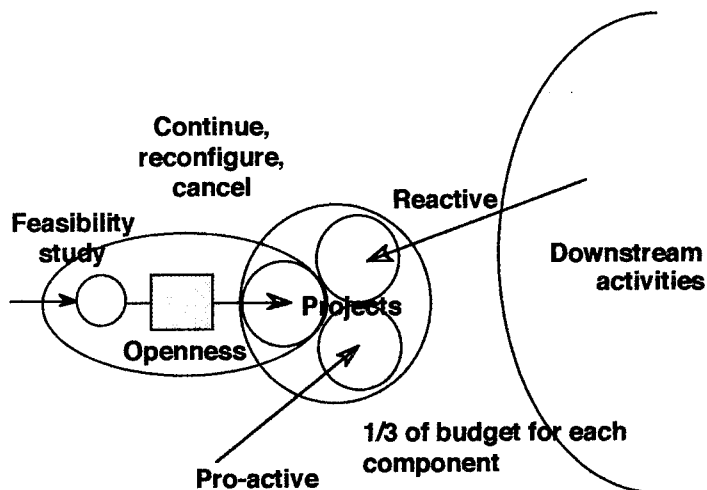 Continue,
reconfigure,
cancel
Reactive
Feasibility
study
Downstream
activities
Projects
Openness
1/3 of budget for each
component
Pro-active